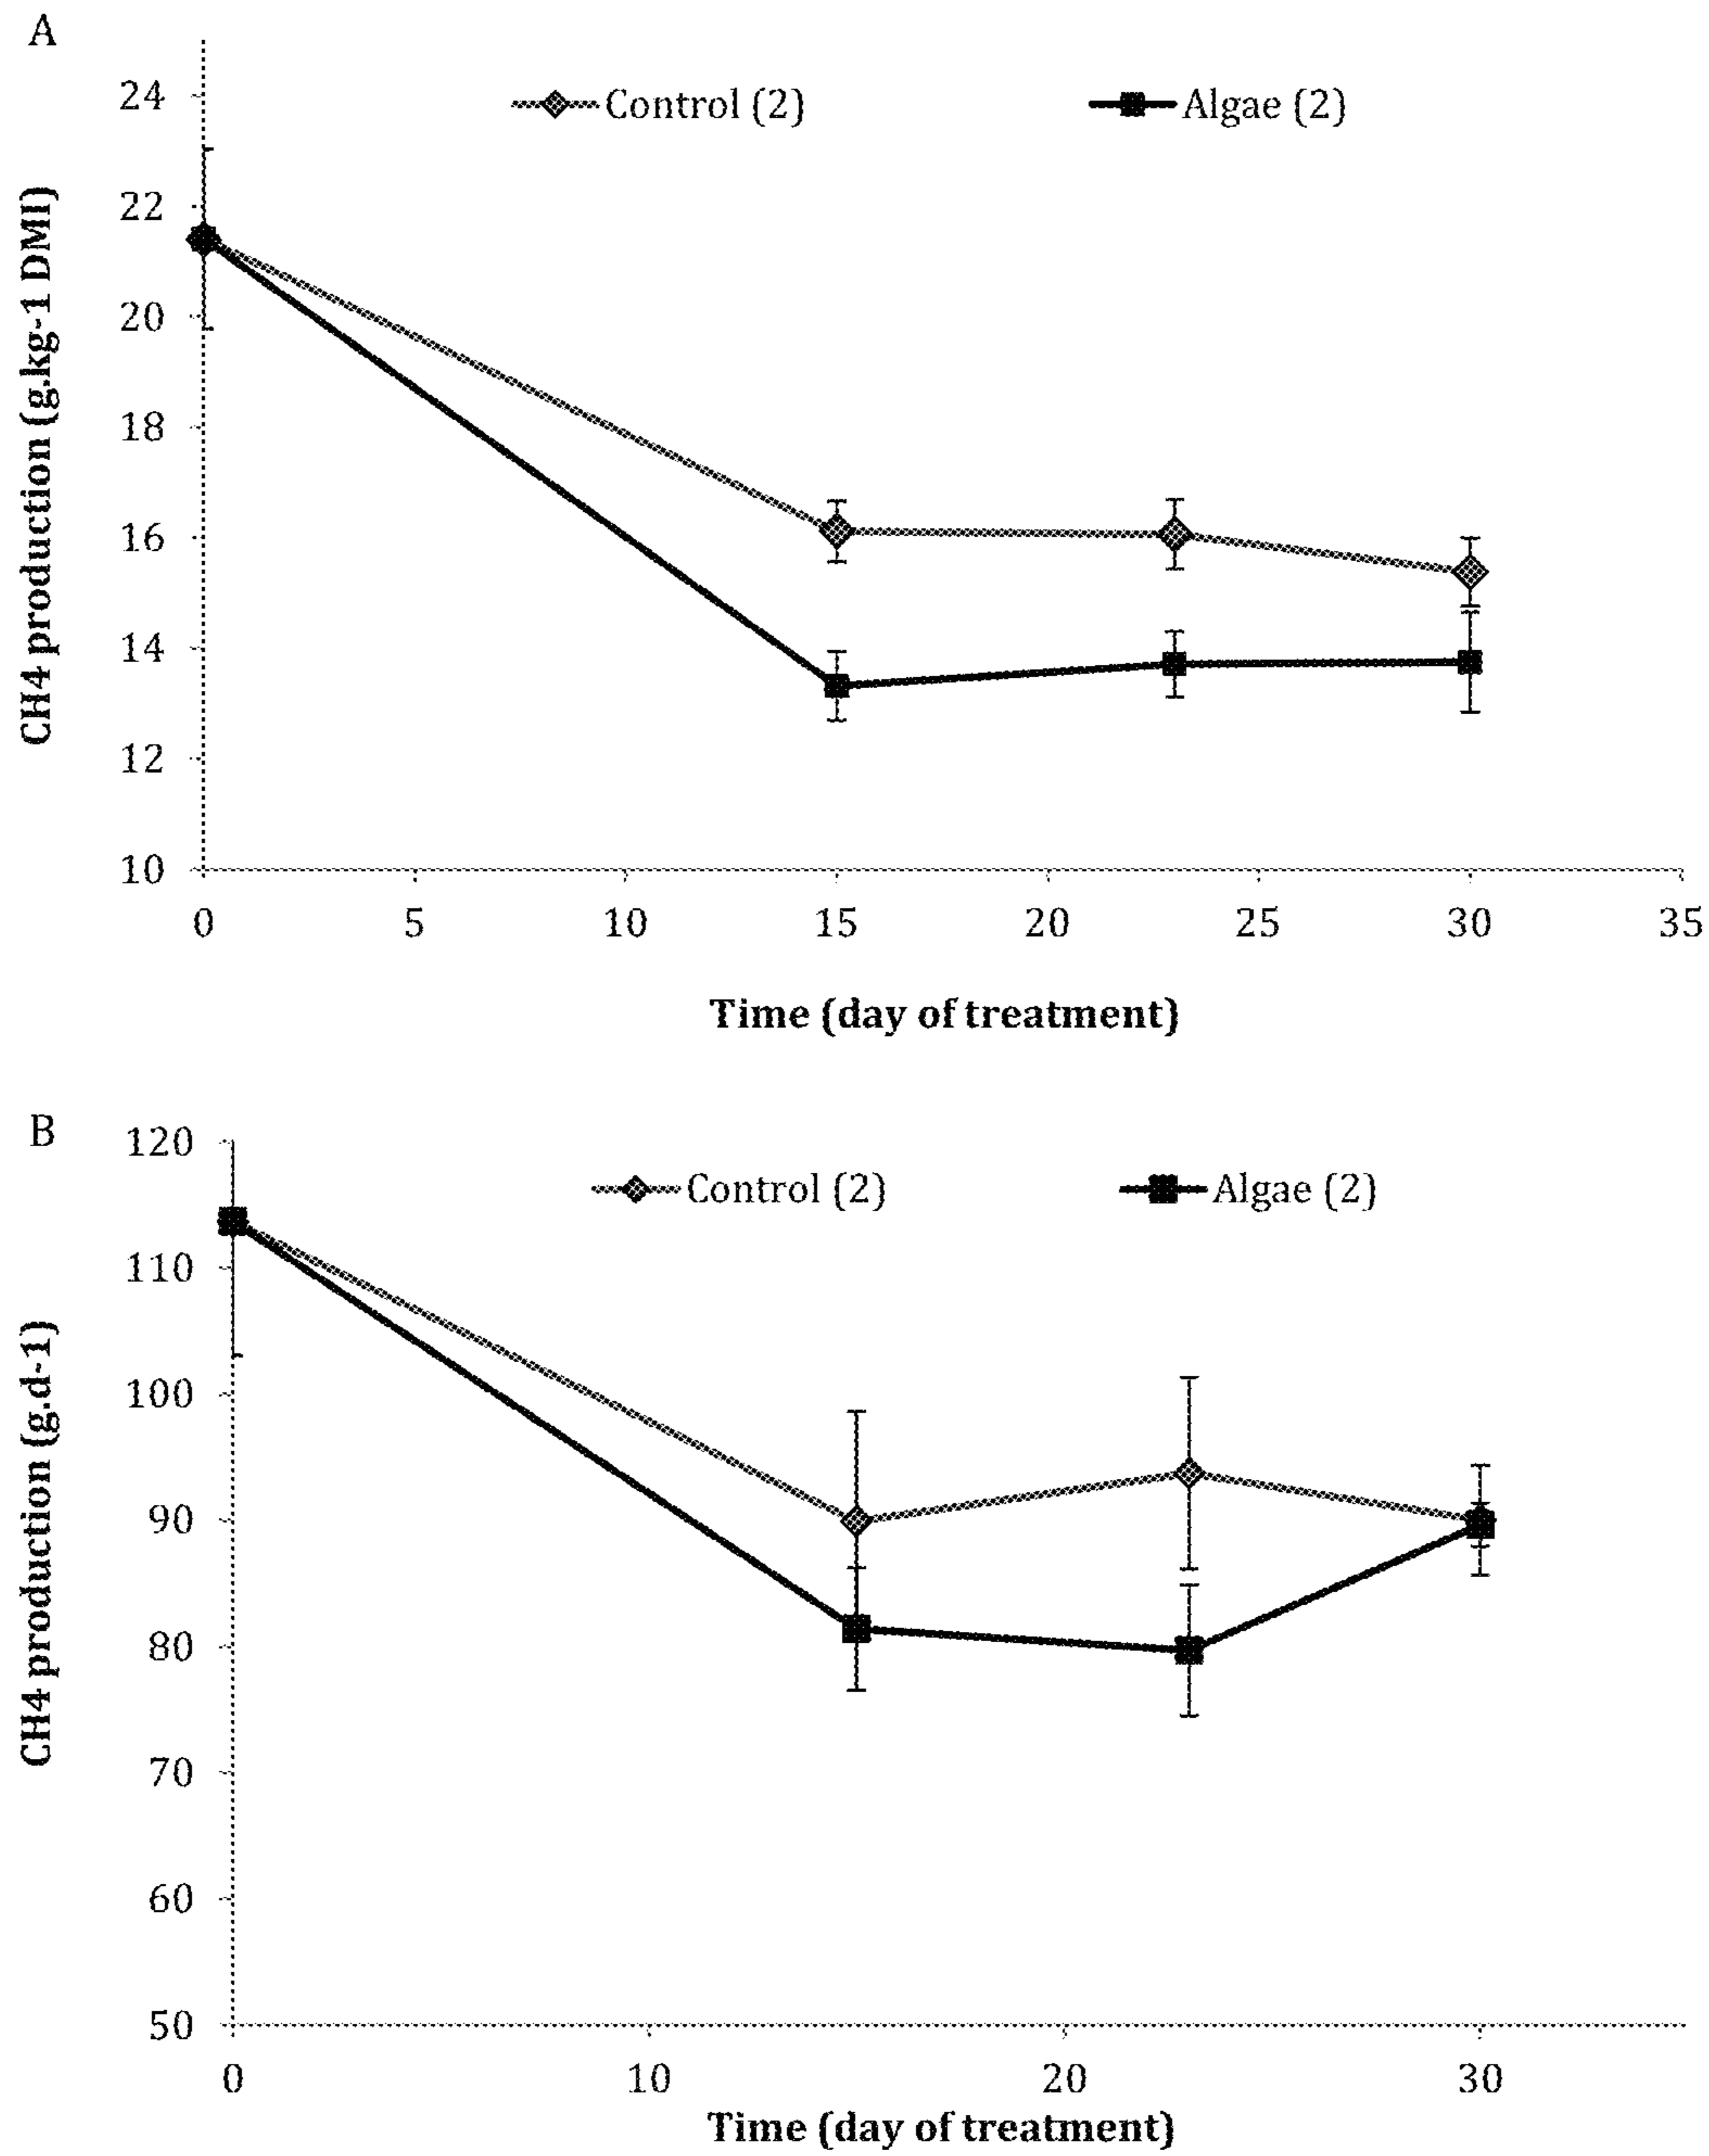 A
24
Control (2)
Algae (2)
22
20
18
16
14
12
10
CH4 production (g.kg-1 DMI)
0 5 10 15 20 25 30 35
Time (day of treatment)
B
120
Control (2)
Algae (2)
110
100
90
80
70
60
50
CH4 production (g.d-1)
0 10 20 30
Time (day of treatment)